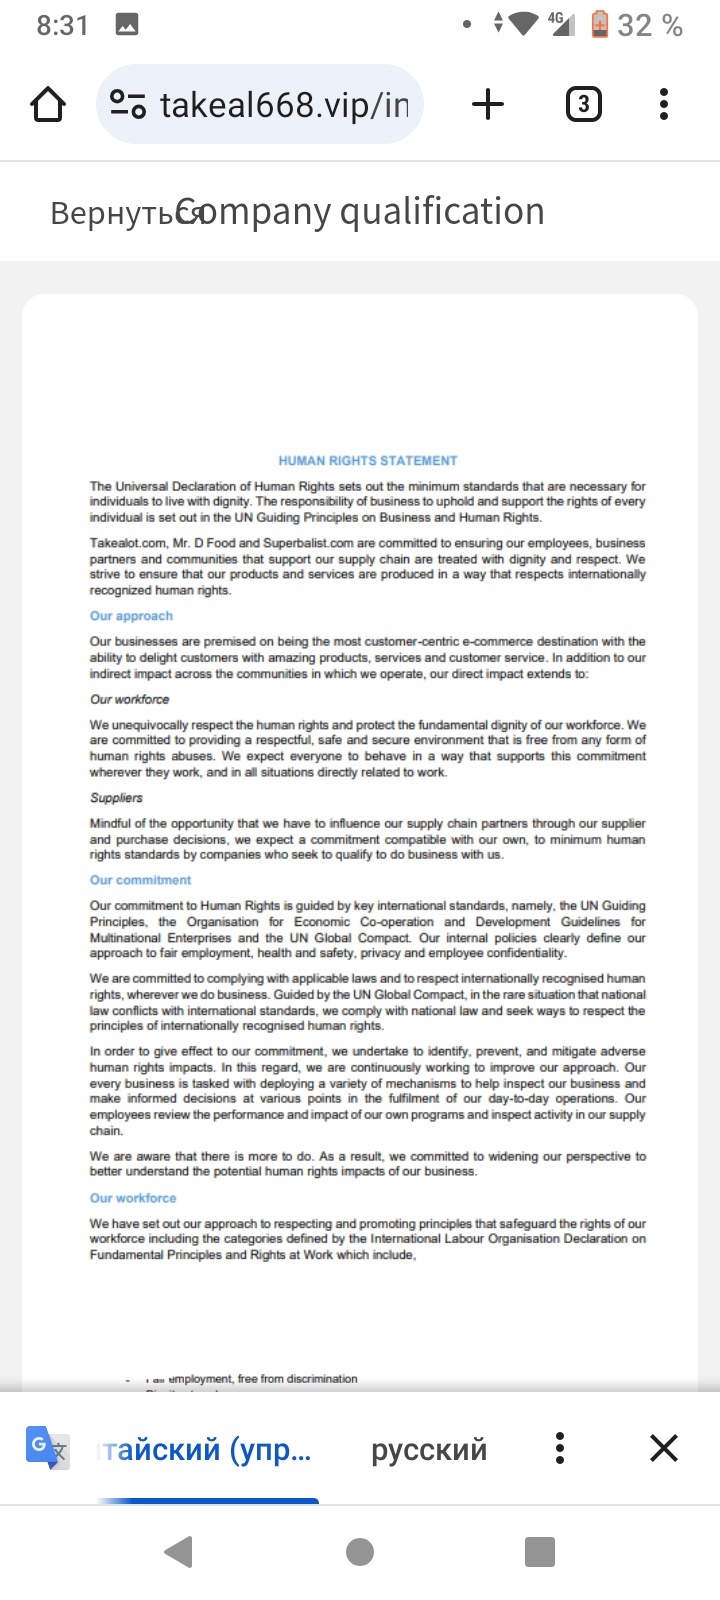 8:31
4G
32 %
takeal668.vip/in
3
Вернуться
Company qualification
HUMAN RIGHTS STATEMENT
The Universal Declaration of Human Rights sets out the minimum standards that are necessary for
individuals to live with dignity. The responsibility of business to uphold and support the rights of every
individual is set out in the UN Guiding Principles on Business and Human Rights.
Takealot.com, Mr. D Food and Superbalist.com are committed to ensuring our employees, business
partners and communities that support our supply chain are treated with dignity and respect. We
strive to ensure that our products and services are produced in a way that respects internationally
recognized human rights.
Our approach
Our businesses are premised on being the most customer-centric e-commerce destination with the
ability to delight customers with amazing products, services and customer service. In addition to our
indirect impact across the communities in which we operate, our direct impact extends to:
Our workforce
We unequivocally respect the human rights and protect the fundamental dignity of our workforce. We
are committed to providing a respectful, safe and secure environment that is free from any form of
human rights abuses. We expect everyone to behave in a way that supports this commitment
wherever they work, and in all situations directly related to work.
Suppliers
Mindful of the opportunity that we have to influence our supply chain partners through our supplier
and purchase decisions, we expect a commitment compatible with our own, to minimum human
rights standards by companies who seek to qualify to do business with us.
Our commitment
Our commitment to Human Rights is guided by key international standards, namely, the UN Guiding
Principles, the Organisation for Economic Co-operation and Development Guidelines for
Multinational Enterprises and the UN Global Compact. Our internal policies clearly define our
approach to fair employment, health and safety, privacy and employee confidentiality.
We are committed to complying with applicable laws and to respect internationally recognised human
rights, wherever we do business. Guided by the UN Global Compact, in the rare situation that national
law conflicts with international standards, we comply with national law and seek ways to respect the
principles of internationally recognised human rights.
In order to give effect to our commitment, we undertake to identify, prevent, and mitigate adverse
human rights impacts. In this regard, we are continuously working to improve our approach. Our
every business is tasked with deploying a variety of mechanisms to help inspect our business and
make informed decisions at various points in the fulfilment of our day-to-day operations. Our
employees review the performance and impact of our own programs and inspect activity in our supply
chain.
We are aware that there is more to do. As a result, we committed to widening our perspective to
better understand the potential human rights impacts of our business.
Our workforce
We have set out our approach to respecting and promoting principles that safeguard the rights of our
workforce including the categories defined by the International Labour Organisation Declaration on
Fundamental Principles and Rights at Work which include,
- employment, free from discrimination
тайский (упр...
русский